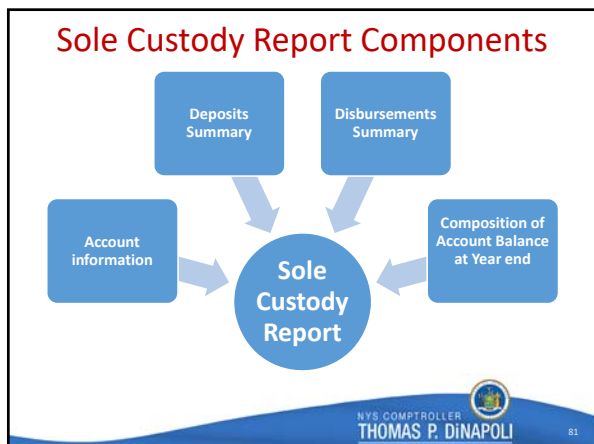 Sole Custody Report Components
Deposits
Summary
Disbursements
Summary
Account
information
Composition of
Account Balance
at Year end
Sole
Custody
Report
NYS COMPTROLLER
THOMAS P. DiNAPOLI
81